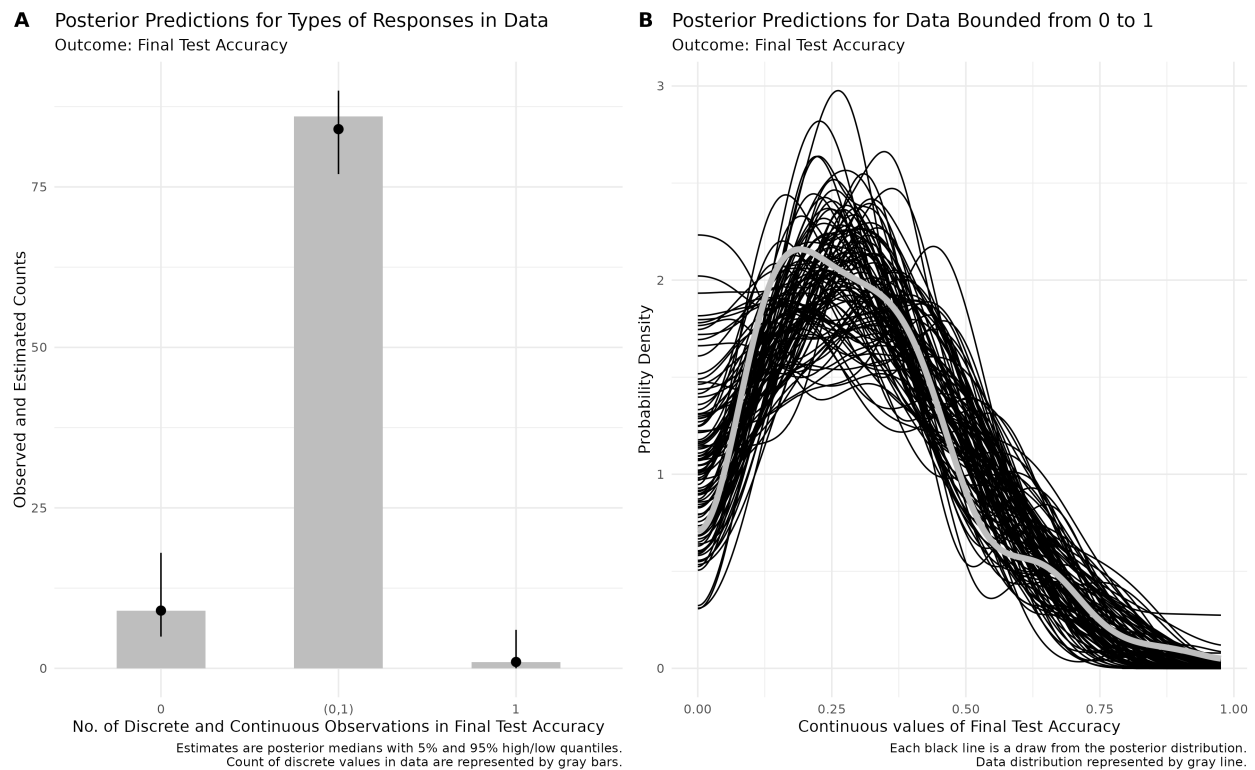 A Posterior Predictions for Types of Responses in Data
Outcome: Final Test Accuracy
Observed and Estimated Counts
75
50
25
0
0 (0,1) 1
No. of Discrete and Continuous Observations in Final Test Accuracy
Estimates are posterior medians with 5% and 95% high/low quantiles.
Count of discrete values in data are represented by gray bars.
B Posterior Predictions for Data Bounded from 0 to 1
Outcome: Final Test Accuracy
Probability Density
3
2
1
0
0.00 0.25 0.50 0.75 1.00
Continuous values of Final Test Accuracy
Each black line is a draw from the posterior distribution.
Data distribution represented by gray line.